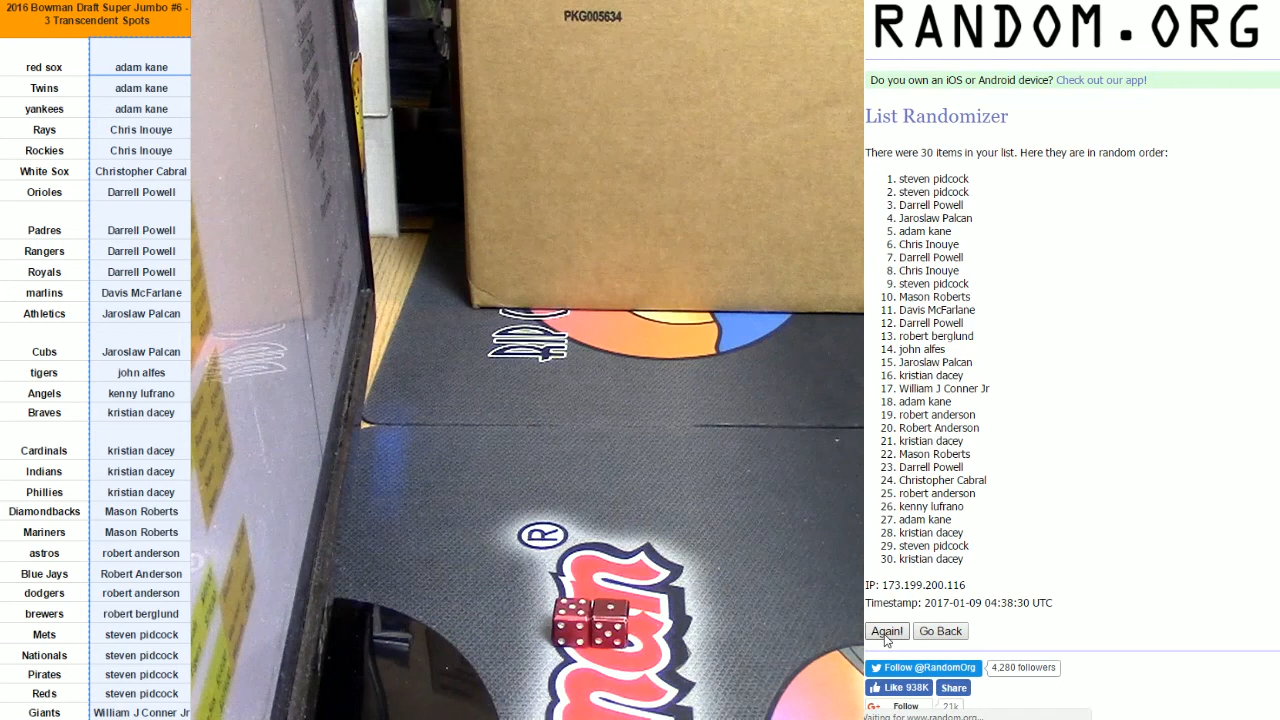 2016 Bowman Draft Super Jumbo #6 -
3 Transcendent Spots
red sox adam kane
Twins adam kane
yankees adam kane
Rays Chris Inouye
Rockies Chris Inouye
White Sox Christopher Cabral
Orioles Darrell Powell
Padres Darrell Powell
Rangers Darrell Powell
Royals Darrell Powell
marlins Davis McFarlane
Athletics Jaroslaw Palcan
Cubs Jaroslaw Palcan
tigers john alfes
Angels kenny lufrano
Braves kristian dacey
Cardinals kristian dacey
Indians kristian dacey
Phillies kristian dacey
Diamondbacks Mason Roberts
Mariners Mason Roberts
astros robert anderson
Blue Jays Robert Anderson
dodgers robert anderson
brewers robert berglund
Mets steven pidcock
Nationals steven pidcock
Pirates steven pidcock
Reds steven pidcock
Giants William J Conner Jr
PKG005634
RIP
®
RANDOM.ORG
Do you own an iOS or Android device? Check out our app!
List Randomizer
There were 30 items in your list. Here they are in random order:
1. steven pidcock
2. steven pidcock
3. Darrell Powell
4. Jaroslaw Palcan
5. adam kane
6. Chris Inouye
7. Darrell Powell
8. Chris Inouye
9. steven pidcock
10. Mason Roberts
11. Davis McFarlane
12. Darrell Powell
13. robert berglund
14. john alfes
15. Jaroslaw Palcan
16. kristian dacey
17. William J Conner Jr
18. adam kane
19. robert anderson
20. Robert Anderson
21. kristian dacey
22. Mason Roberts
23. Darrell Powell
24. Christopher Cabral
25. robert anderson
26. kenny lufrano
27. adam kane
28. kristian dacey
29. steven pidcock
30. kristian dacey
IP: 173.199.200.116
Timestamp: 2017-01-09 04:38:30 UTC
Again! Go Back
Follow @RandomOrg 4,280 followers
Like 938K Share
G+ Follow 21k
Waiting for www.random.org...